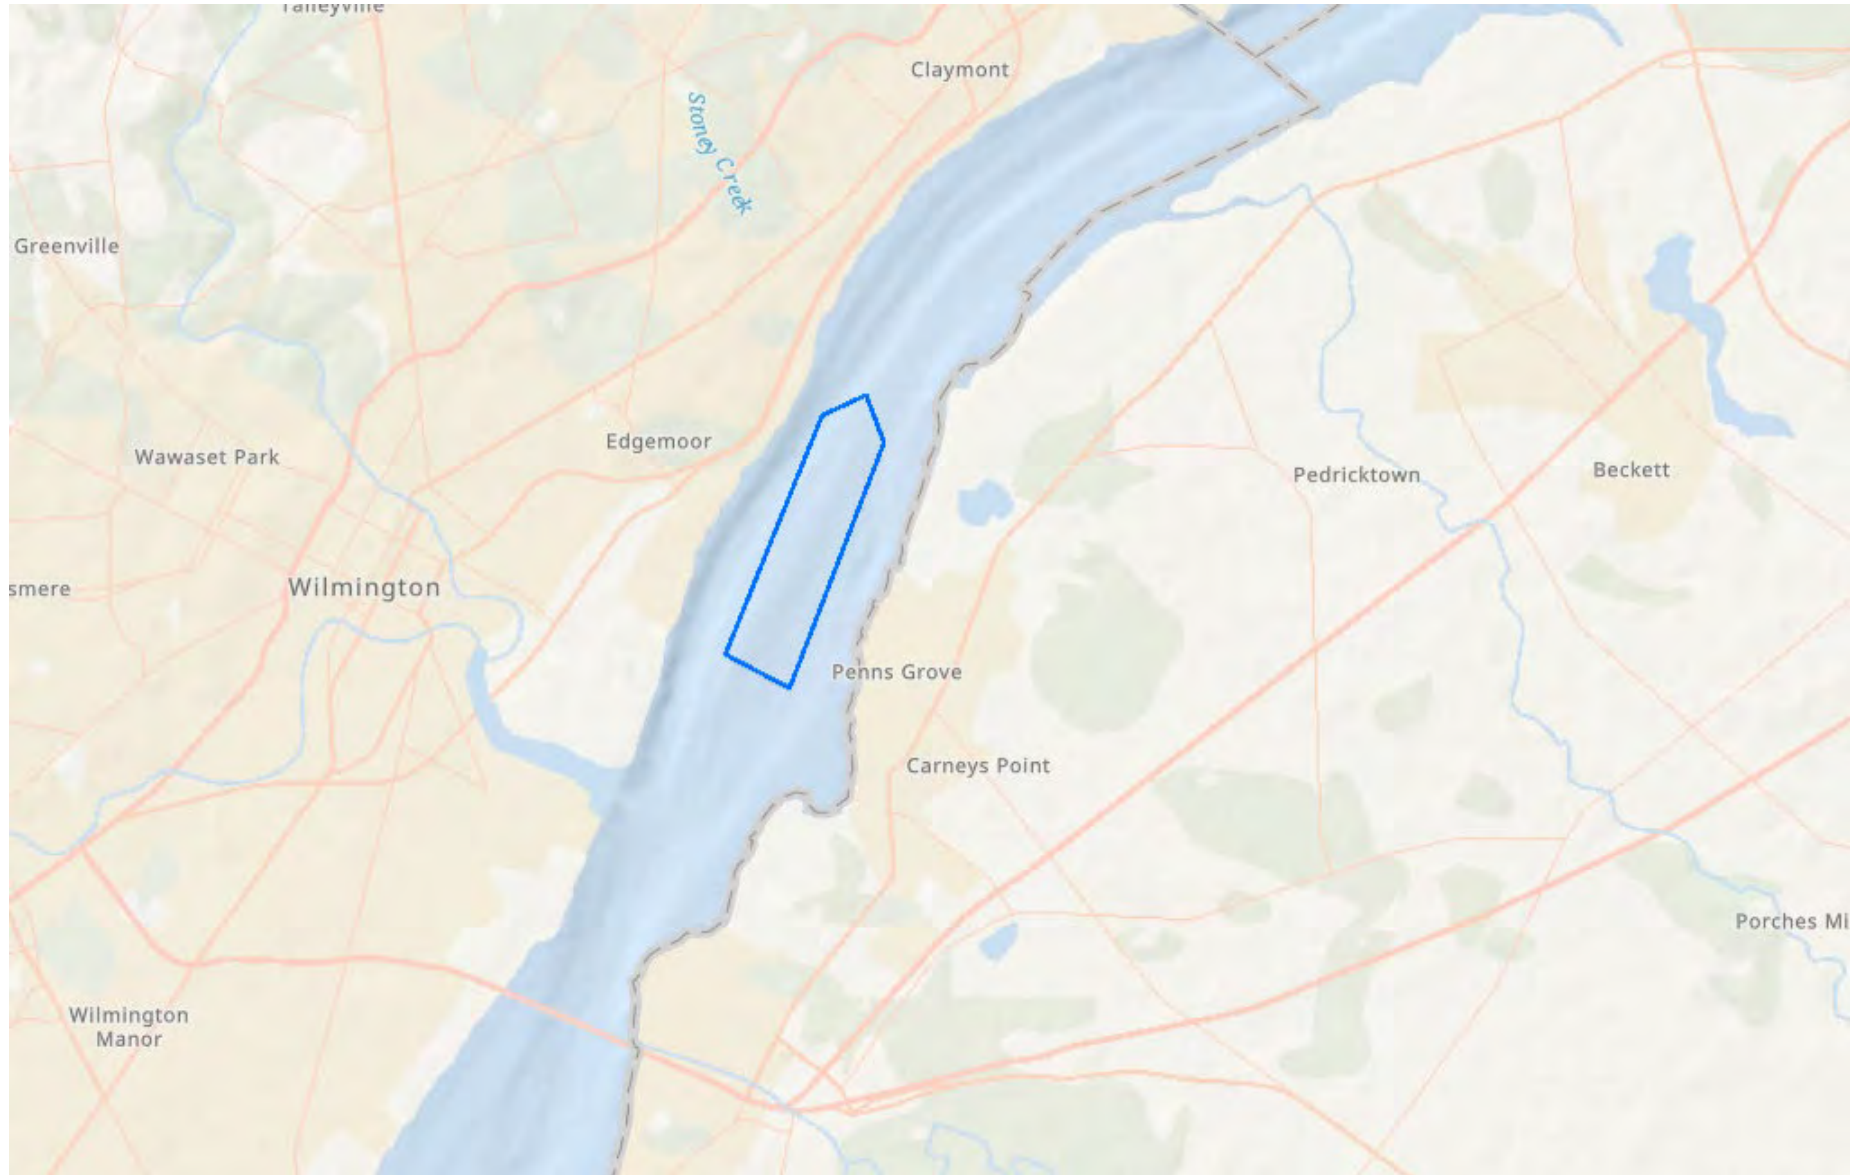 Talleyville
Claymont
Stoney Creek
Greenville
Edgemoor
Wawaset Park
Pedricktown
Beckett
smere
Wilmington
Penns Grove
Carneys Point
Porches Mi
Wilmington
Manor